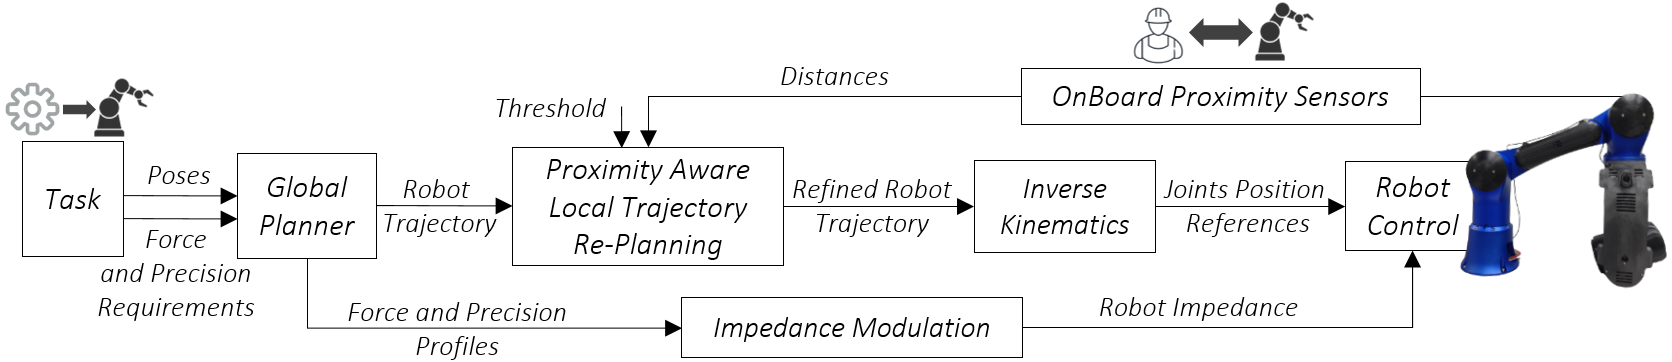 Distances
OnBoard Proximity Sensors
Threshold
Task
Poses
Force
and Precision
Requirements
Global
Planner
Robot
Trajectory
Proximity Aware
Local Trajectory
Re-Planning
Refined Robot
Trajectory
Inverse
Kinematics
Joints Position
References
Robot
Control
Force and Precision
Profiles
Impedance Modulation
Robot Impedance